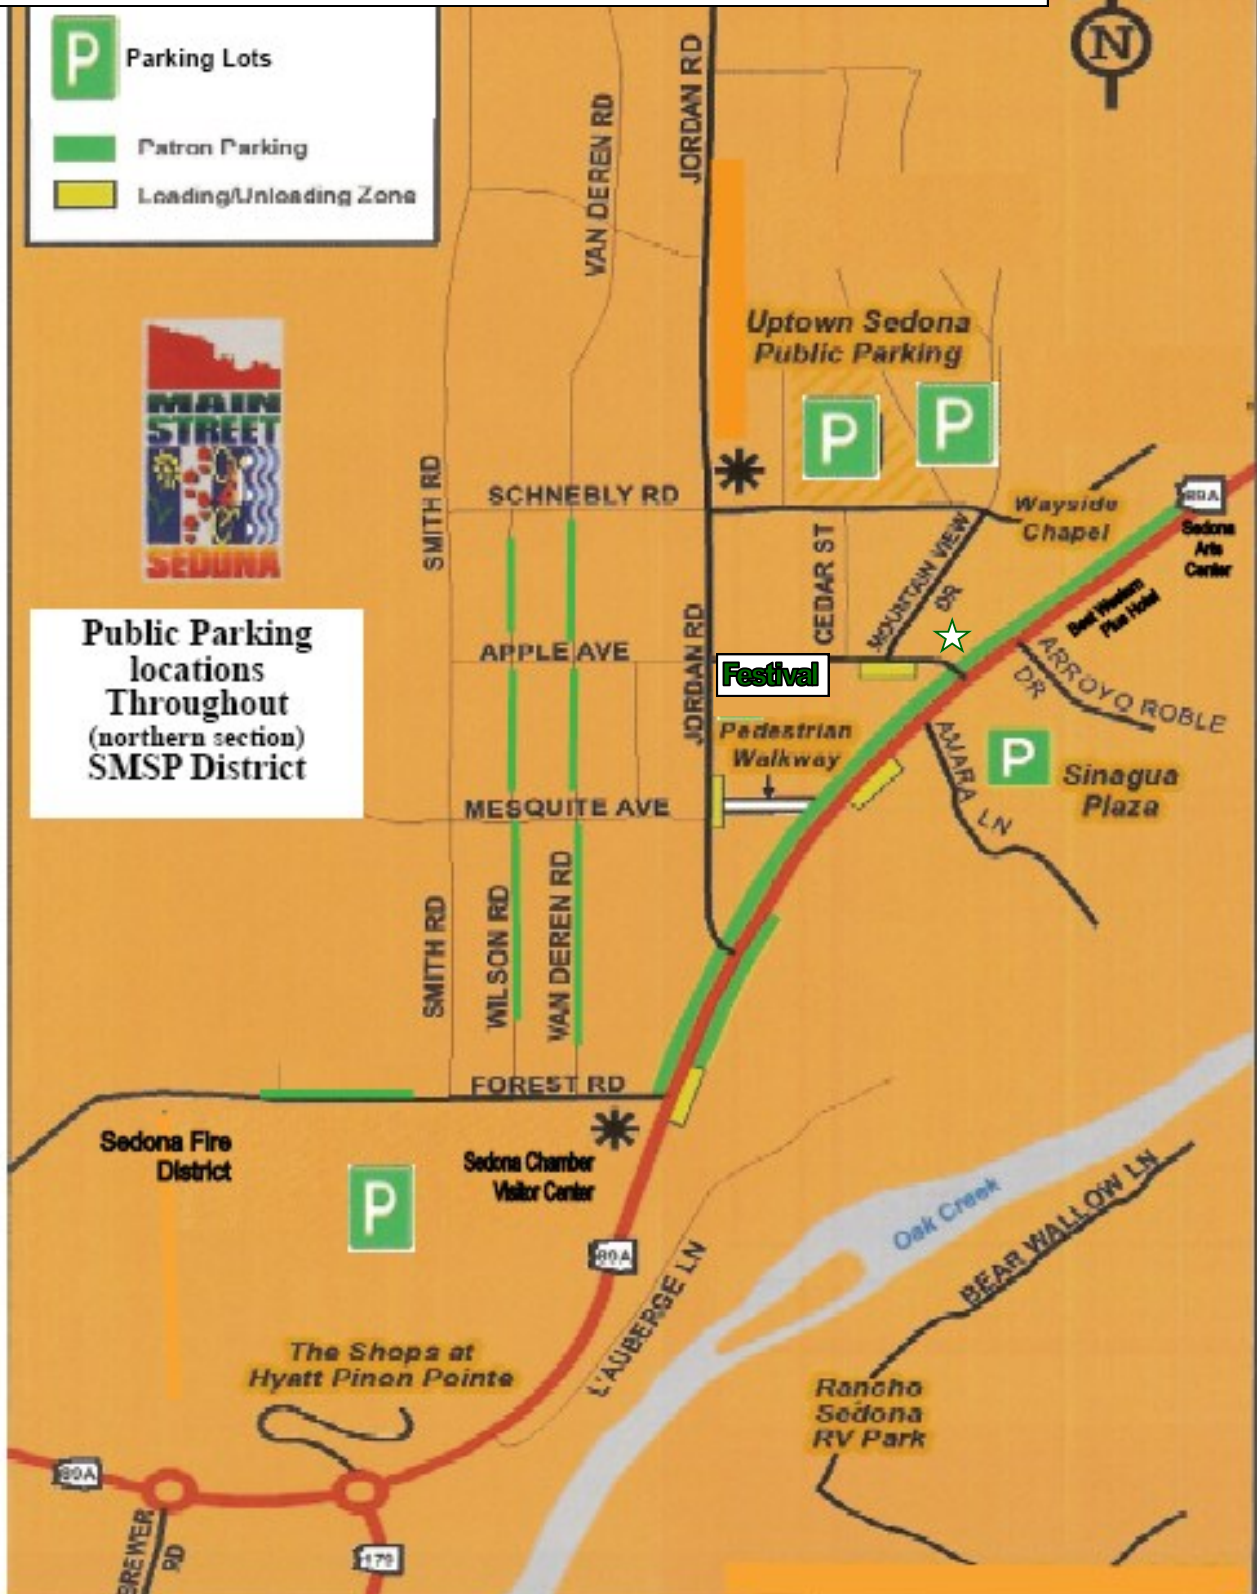 P
Parking Lots
Patron Parking
Loading/Unloading Zone
N
VAN DEREN RD
JORDAN RD
MAIN
STREET
SEDONA
Uptown Sedona
Public Parking
P
P
SMITH RD
SCHNEBLY RD
Wayside
Chapel
89A
Sedona
Arts
Center
Public Parking
locations
Throughout
(northern section)
SMSP District
CEDAR ST
MOUNTAIN VIEW
DR
Best Western
Plus Hotel
APPLE AVE
JORDAN RD
Festival
ARROYO ROBLE
DR
Pedestrian
Walkway
AMARA LN
P
Sinagua
Plaza
MESQUITE AVE
SMITH RD
WILSON RD
VAN DEREN RD
FOREST RD
Sedona Fire
District
Sedona Chamber
Visitor Center
P
89A
L'AUBERGE LN
Oak Creek
BEAR WALLOW LN
The Shops at
Hyatt Pinon Pointe
Rancho
Sedona
RV Park
89A
BREWER
RD
179